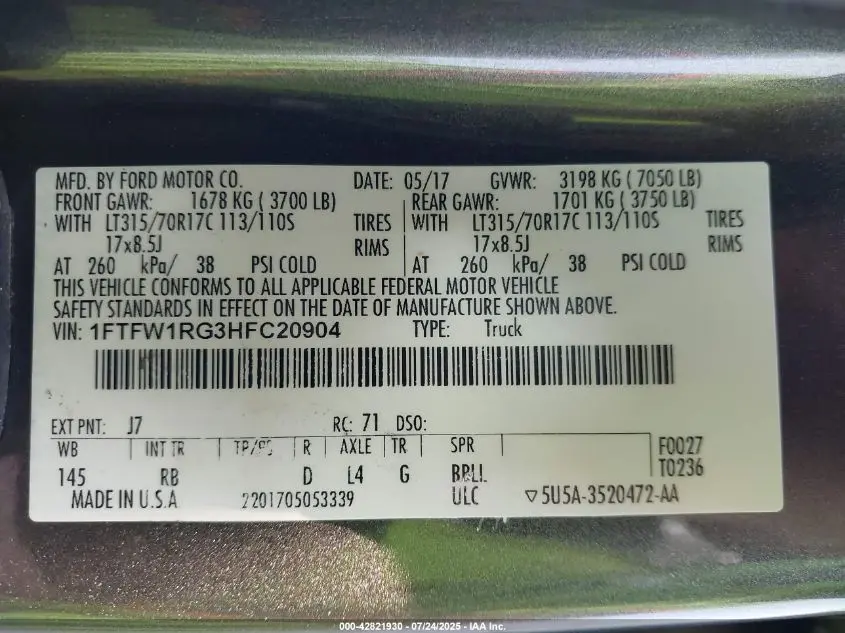 MFD. BY FORD MOTOR CO. DATE: 05/17 GVWR: 3198 KG ( 7050 LB)
FRONT GAWR: 1678 KG ( 3700 LB) REAR GAWR: 1701 KG ( 3750 LB)
WITH LT315/70R17C 113/110S TIRES WITH LT315/70R17C 113/110S TIRES
17x8.5J RIMS 17x8.5J RIMS
AT 260 kPa/ 38 PSI COLD AT 260 kPa/ 38 PSI COLD
THIS VEHICLE CONFORMS TO ALL APPLICABLE FEDERAL MOTOR VEHICLE
SAFETY STANDARDS IN EFFECT ON THE DATE OF MANUFACTURE SHOWN ABOVE.
VIN: 1FTFW1RG3HFC20904 TYPE: Truck
EXT PNT: J7 RC: 71 DSO:
WB INT TR TP/PS R AXLE TR SPR F0027
145 RB D L4 G BBLL T0236
MADE IN U.S.A 2201705053339 ULC ▽5U5A-3520472-AA
000-42821930 - 07/24/2025 - IAA Inc.